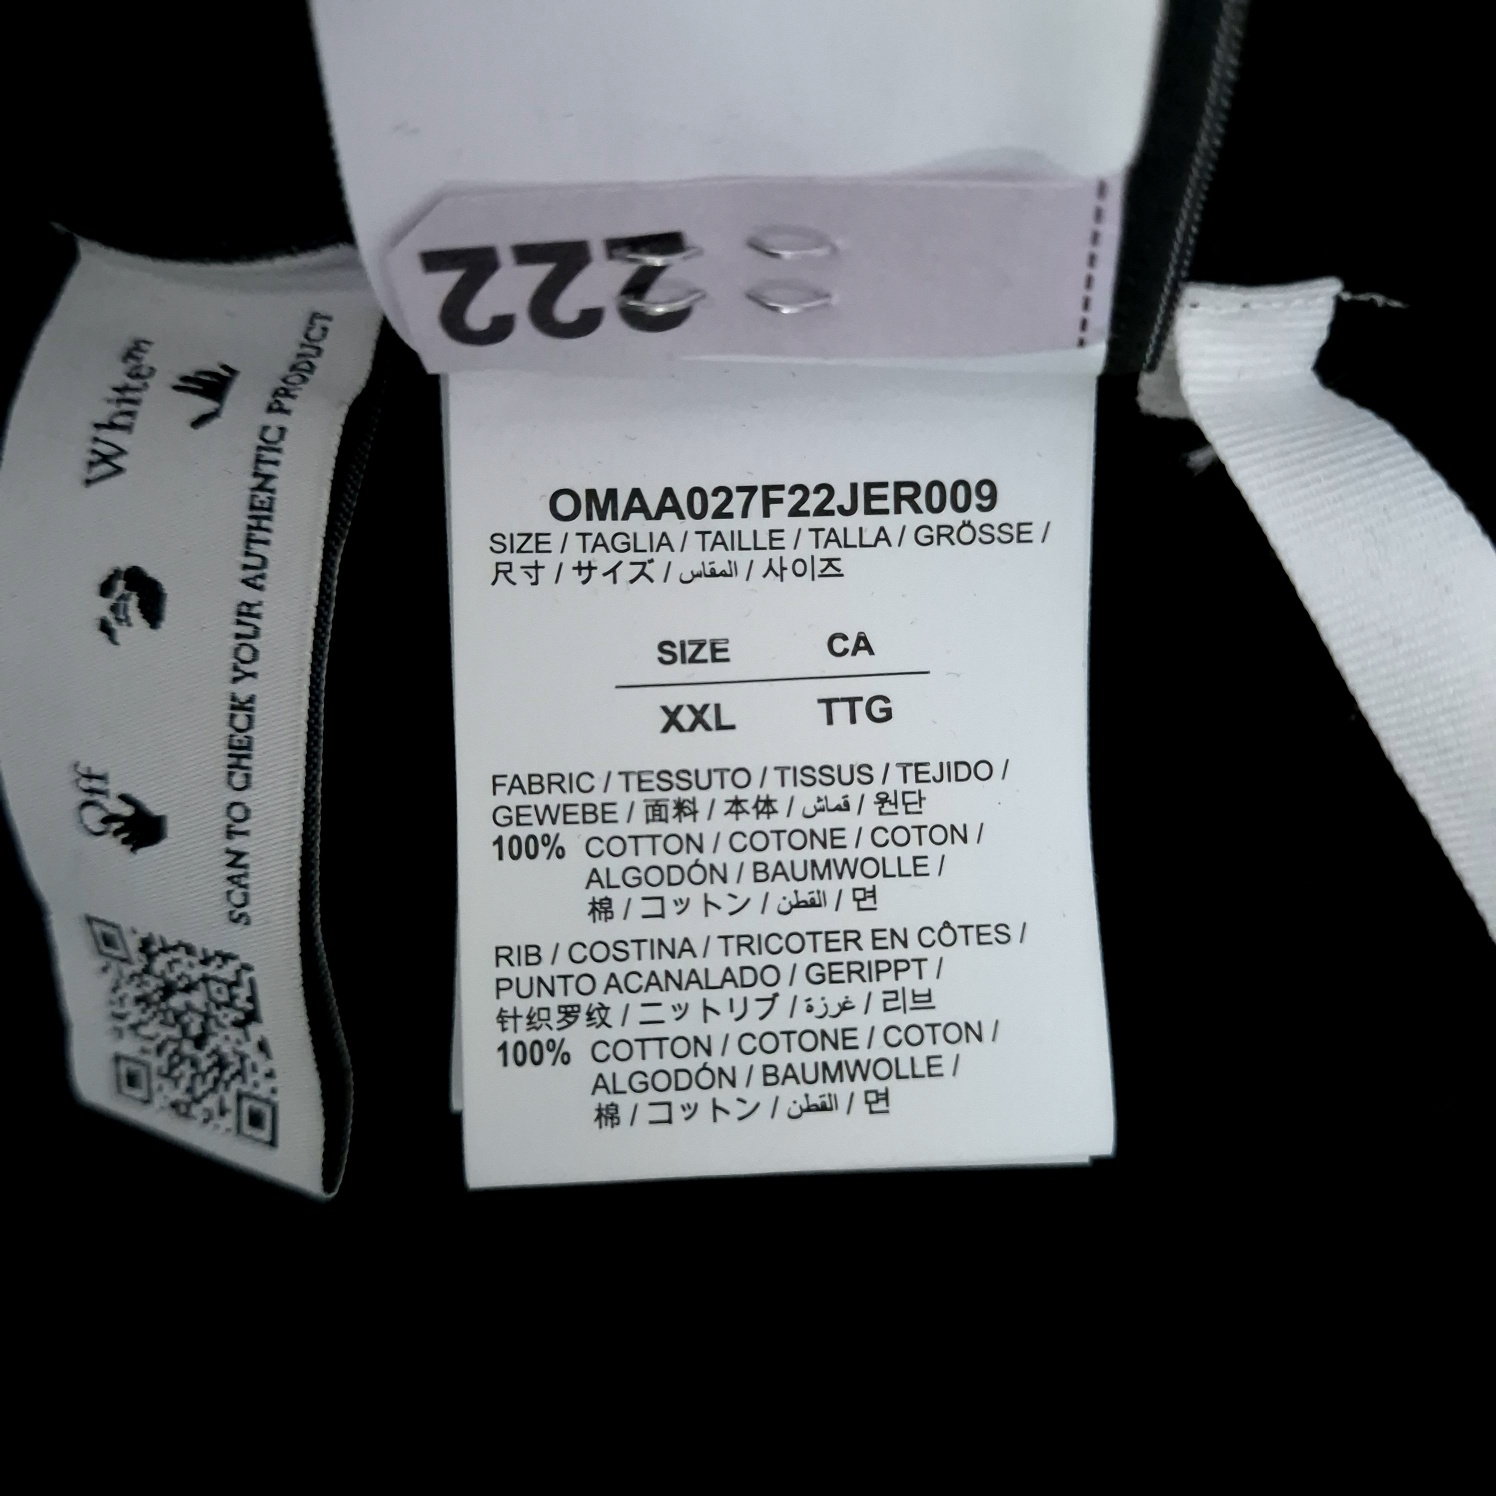 222
OMAA027F22JER009
SIZE / TAGLIA / TAILLE / TALLA / GRÖSSE /
尺寸 / サイズ / المقاس / 사이즈
SIZE CA
XXL TTG
FABRIC / TESSUTO / TISSUS / TEJIDO /
GEWEBE / 面料 / 本体 / قماش / 원단
100% COTTON / COTONE / COTON /
ALGODÓN / BAUMWOLLE /
棉 / コットン / القطن / 면
RIB / COSTINA / TRICOTER EN CÔTES /
PUNTO ACANALADO / GERIPPT /
针织罗纹 / ニットリブ / غرزة / 리브
100% COTTON / COTONE / COTON /
ALGODÓN / BAUMWOLLE /
棉 / コットン / القطن / 면
Off White™
SCAN TO CHECK YOUR AUTHENTIC PRODUCT